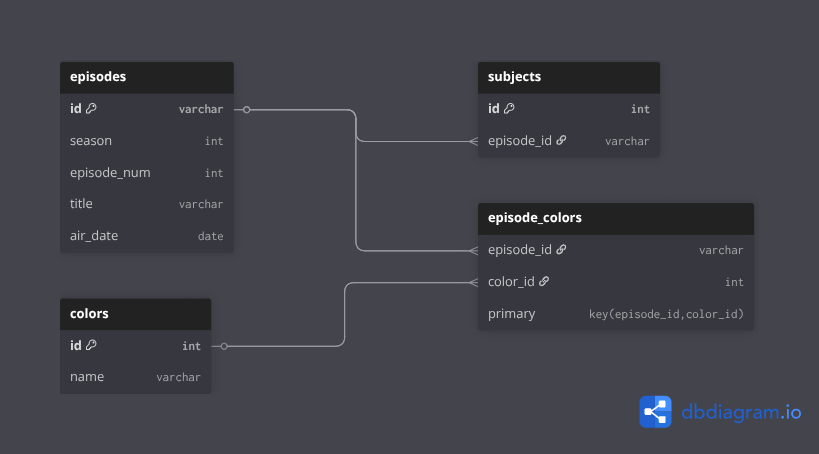 episodes
id varchar
season int
episode_num int
title varchar
air_date date
subjects
id int
episode_id varchar
episode_colors
episode_id varchar
color_id int
primary key(episode_id,color_id)
colors
id int
name varchar
dbdiagram.io